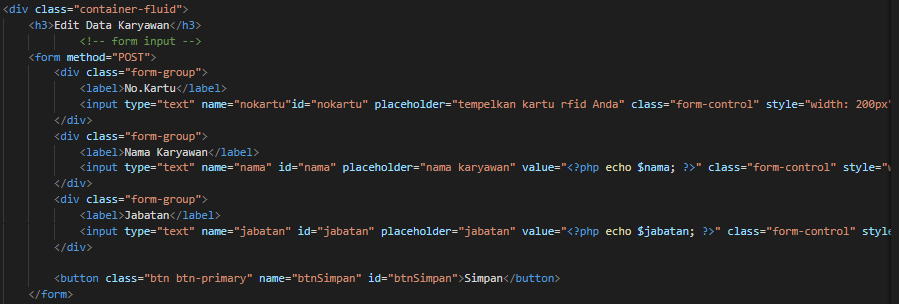 <div class="container-fluid">
<h3>Edit Data Karyawan</h3>
<!-- form input -->
<form method="POST">
<div class="form-group">
<label>No.Kartu</label>
<input type="text" name="nokartu"id="nokartu" placeholder="tempelkan kartu rfid Anda" class="form-control" style="width: 200px"
</div>
<div class="form-group">
<label>Nama Karyawan</label>
<input type="text" name="nama" id="nama" placeholder="nama karyawan" value="<?php echo $nama; ?>" class="form-control" style="w
</div>
<div class="form-group">
<label>Jabatan</label>
<input type="text" name="jabatan" id="jabatan" placeholder="jabatan" value="<?php echo $jabatan; ?>" class="form-control" style
</div>
<button class="btn btn-primary" name="btnSimpan" id="btnSimpan">Simpan</button>
</form>